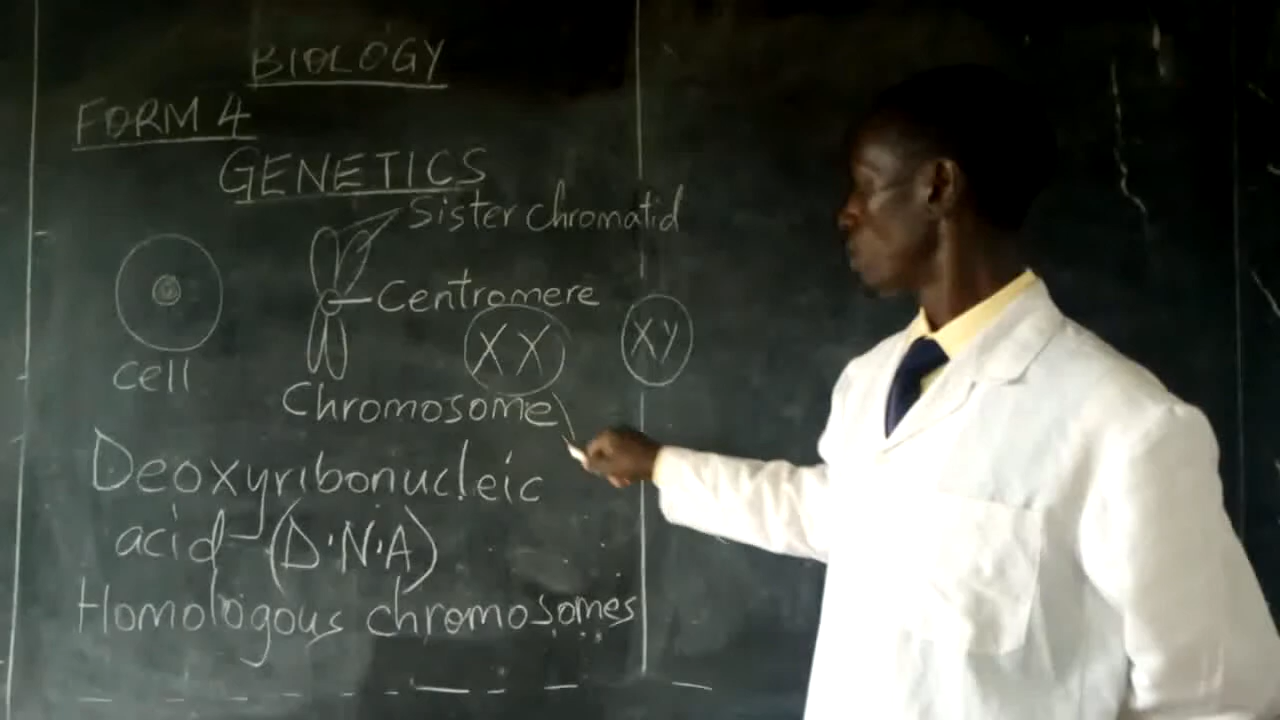 BIOLOGY
FORM 4
GENETICS
Sister chromatid
Centromere
XX
XY
cell
Chromosome
Deoxyribonucleic
acid - (D.N.A)
Homologous chromosomes